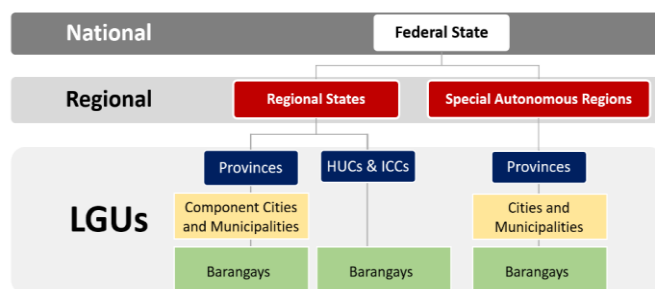 National
Federal State
Regional
Regional States
Special Autonomous Regions
LGUs
Provinces
HUCs & ICCs
Provinces
Component Cities
and Municipalities
Cities and
Municipalities
Barangays
Barangays
Barangays